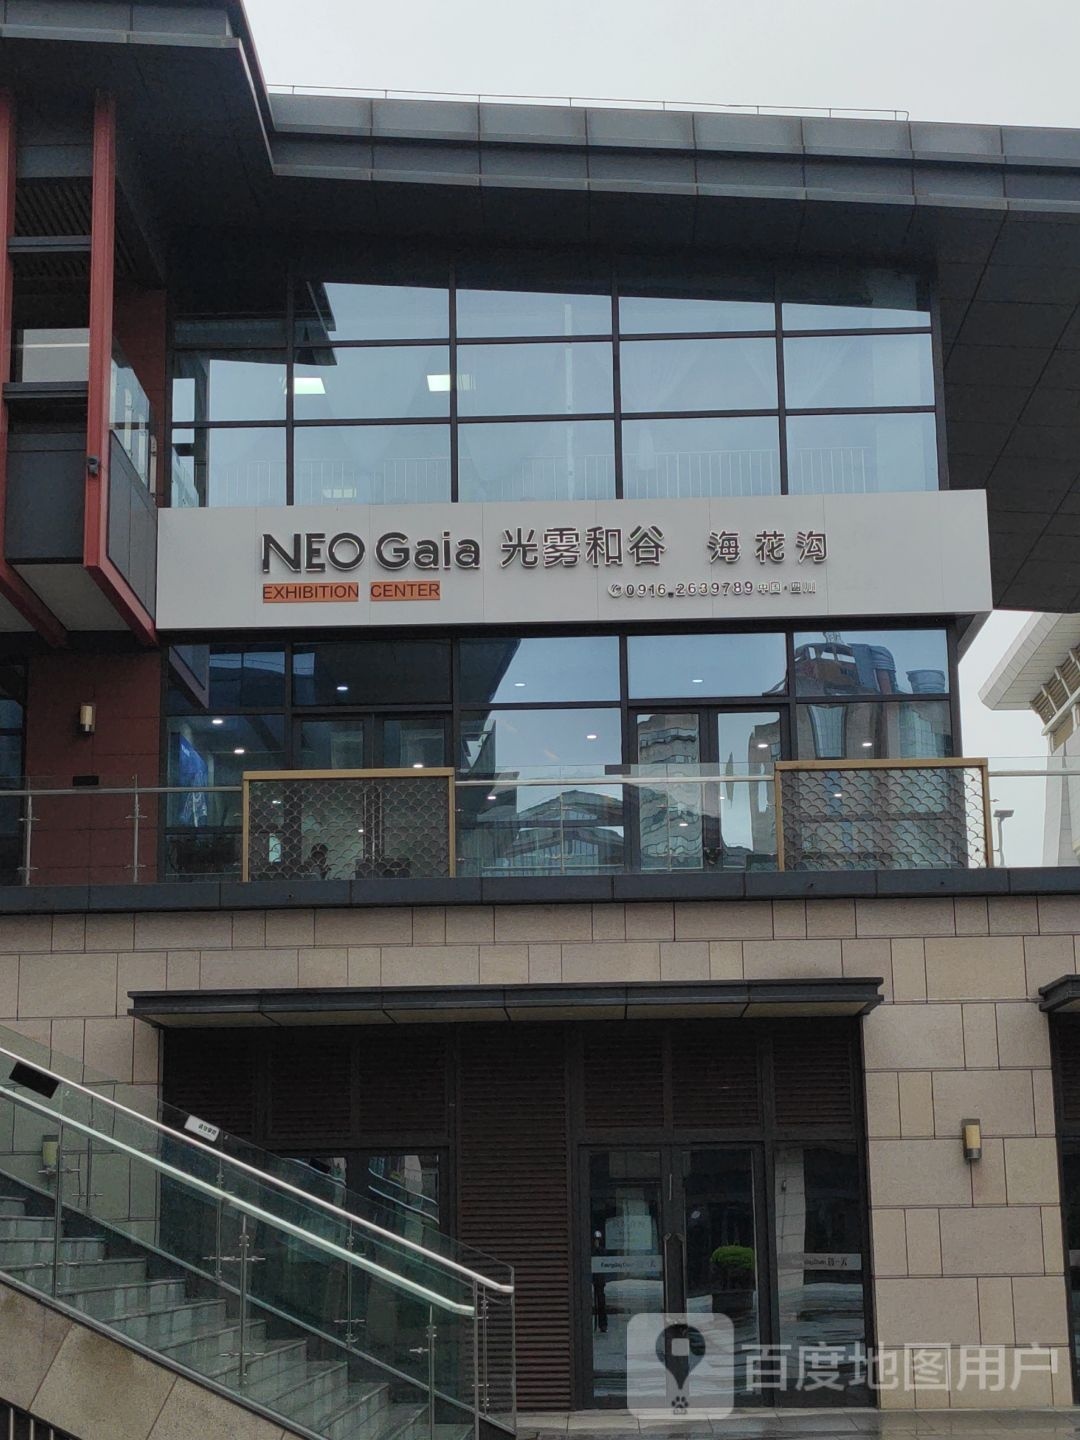 NEO Gaia 光雾和谷 海花沟
EXHIBITION CENTER
0916.2639789 中国·四川
百度地图用户